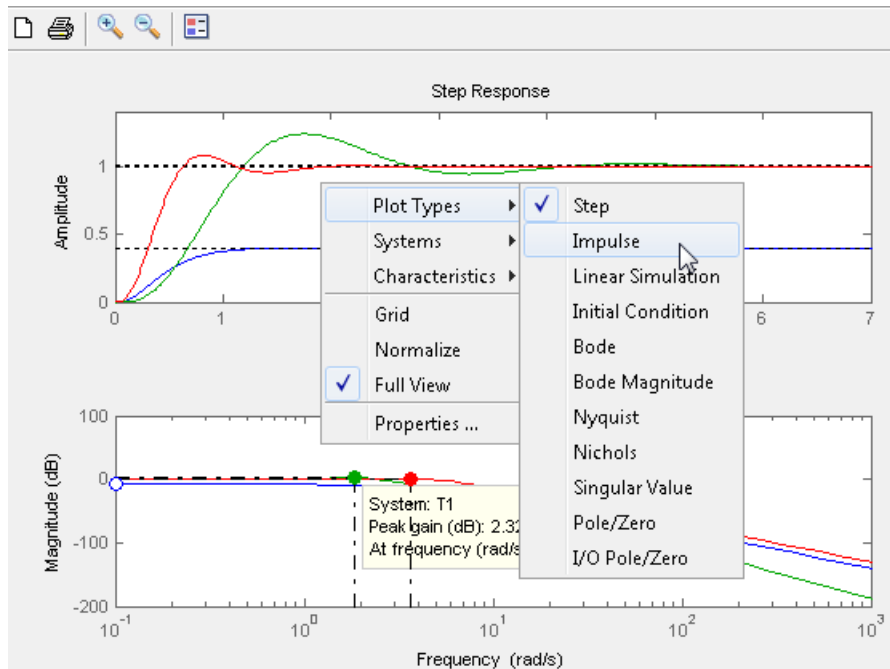 Step Response
Amplitude
1
0.5
0
0 1 6 7
Plot Types
Systems
Characteristics
Grid
Normalize
Full View
Properties ...
Step
Impulse
Linear Simulation
Initial Condition
Bode
Bode Magnitude
Nyquist
Nichols
Singular Value
Pole/Zero
I/O Pole/Zero
Magnitude (dB)
100
0
-100
-200
System: T1
Peak gain (dB): 2.32
At frequency (rad/s
10^-1 10^0 10^1 10^2 10^3
Frequency (rad/s)